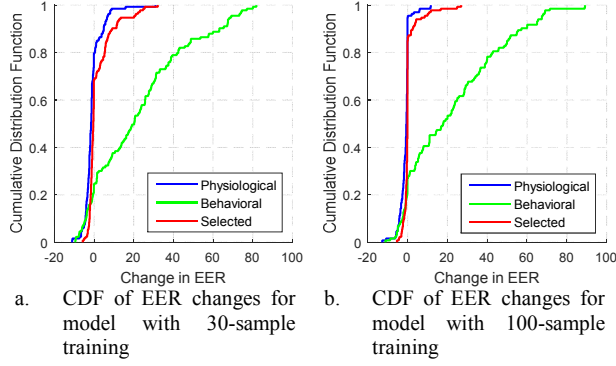 Cumulative Distribution Function
1
0.8
0.6
0.4
0.2
0
-20 0 20 40 60 80 100
Change in EER
Physiological
Behavioral
Selected
Cumulative Distribution Function
1
0.8
0.6
0.4
0.2
0
-20 0 20 40 60 80 100
Change in EER
Physiological
Behavioral
Selected
a. CDF of EER changes for
model with 30-sample
training
b. CDF of EER changes for
model with 100-sample
training